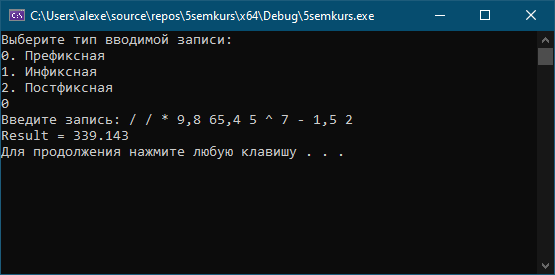 C:\Users\alexe\source\repos\5semkurs\x64\Debug\5semkurs.exe
Выберите тип вводимой записи:
0. Префиксная
1. Инфиксная
2. Постфиксная
0
Введите запись: / / * 9,8 65,4 5 ^ 7 - 1,5 2
Result = 339.143
Для продолжения нажмите любую клавишу . . .